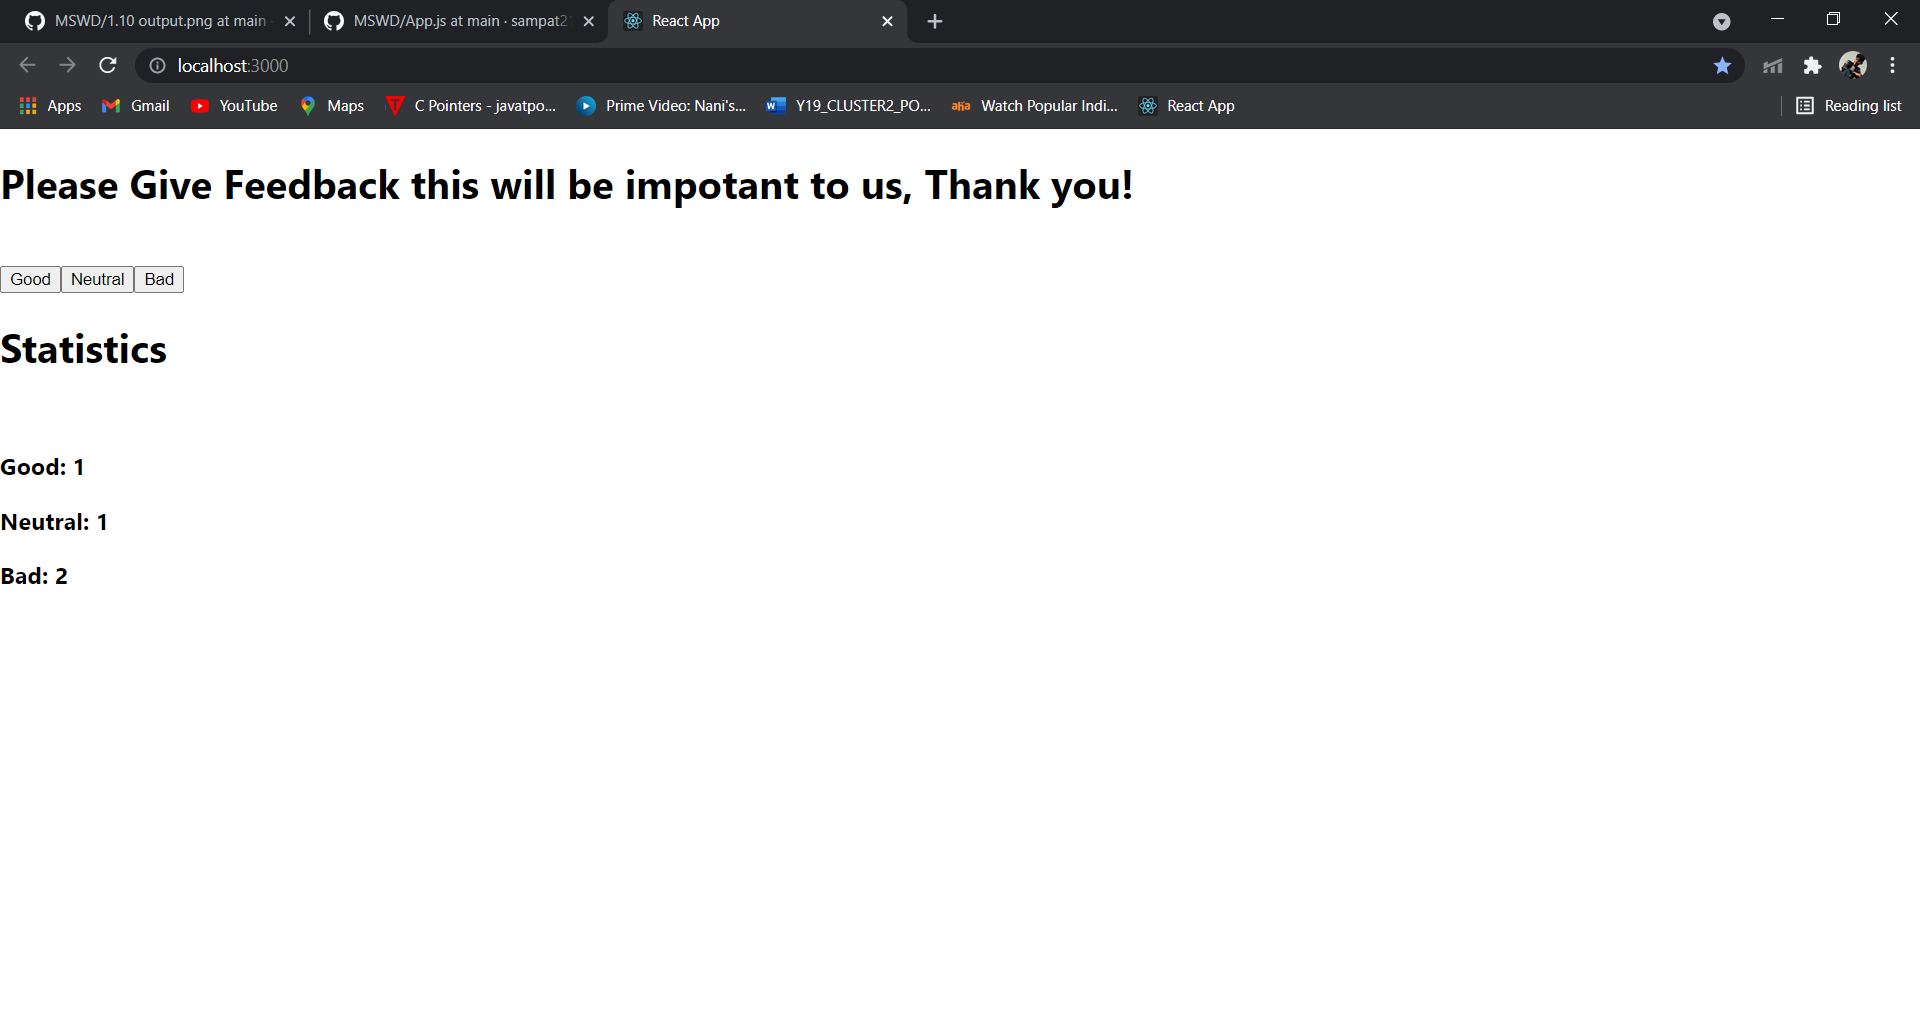 MSWD/1.10 output.png at main
MSWD/App.js at main · sampat2
React App
localhost:3000
Apps
Gmail
YouTube
Maps
C Pointers - javatpo...
Prime Video: Nani's...
Y19_CLUSTER2_PO...
aha
Watch Popular Indi...
React App
Reading list
Please Give Feedback this will be impotant to us, Thank you!
Good Neutral Bad
Statistics
Good: 1
Neutral: 1
Bad: 2